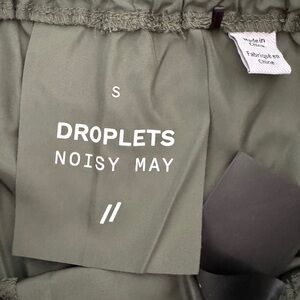 S
DROPLETS
NOISY MAY
//
Made in
China
Fabriqué en
Chine